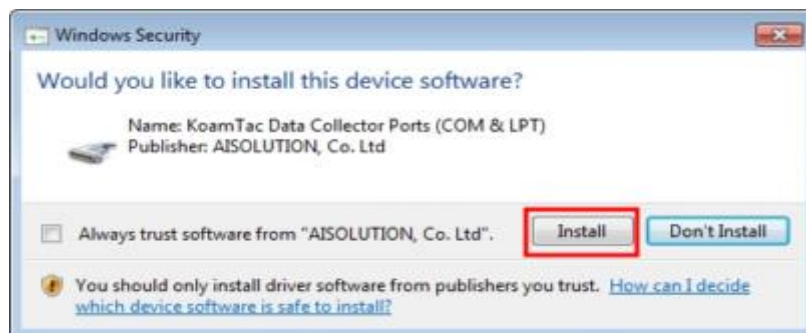 Windows Security
Would you like to install this device software?
Name: KoamTac Data Collector Ports (COM & LPT)
Publisher: AISOLUTION, Co. Ltd
Always trust software from "AISOLUTION, Co. Ltd".
Install
Don't Install
You should only install driver software from publishers you trust. How can I decide
which device software is safe to install?